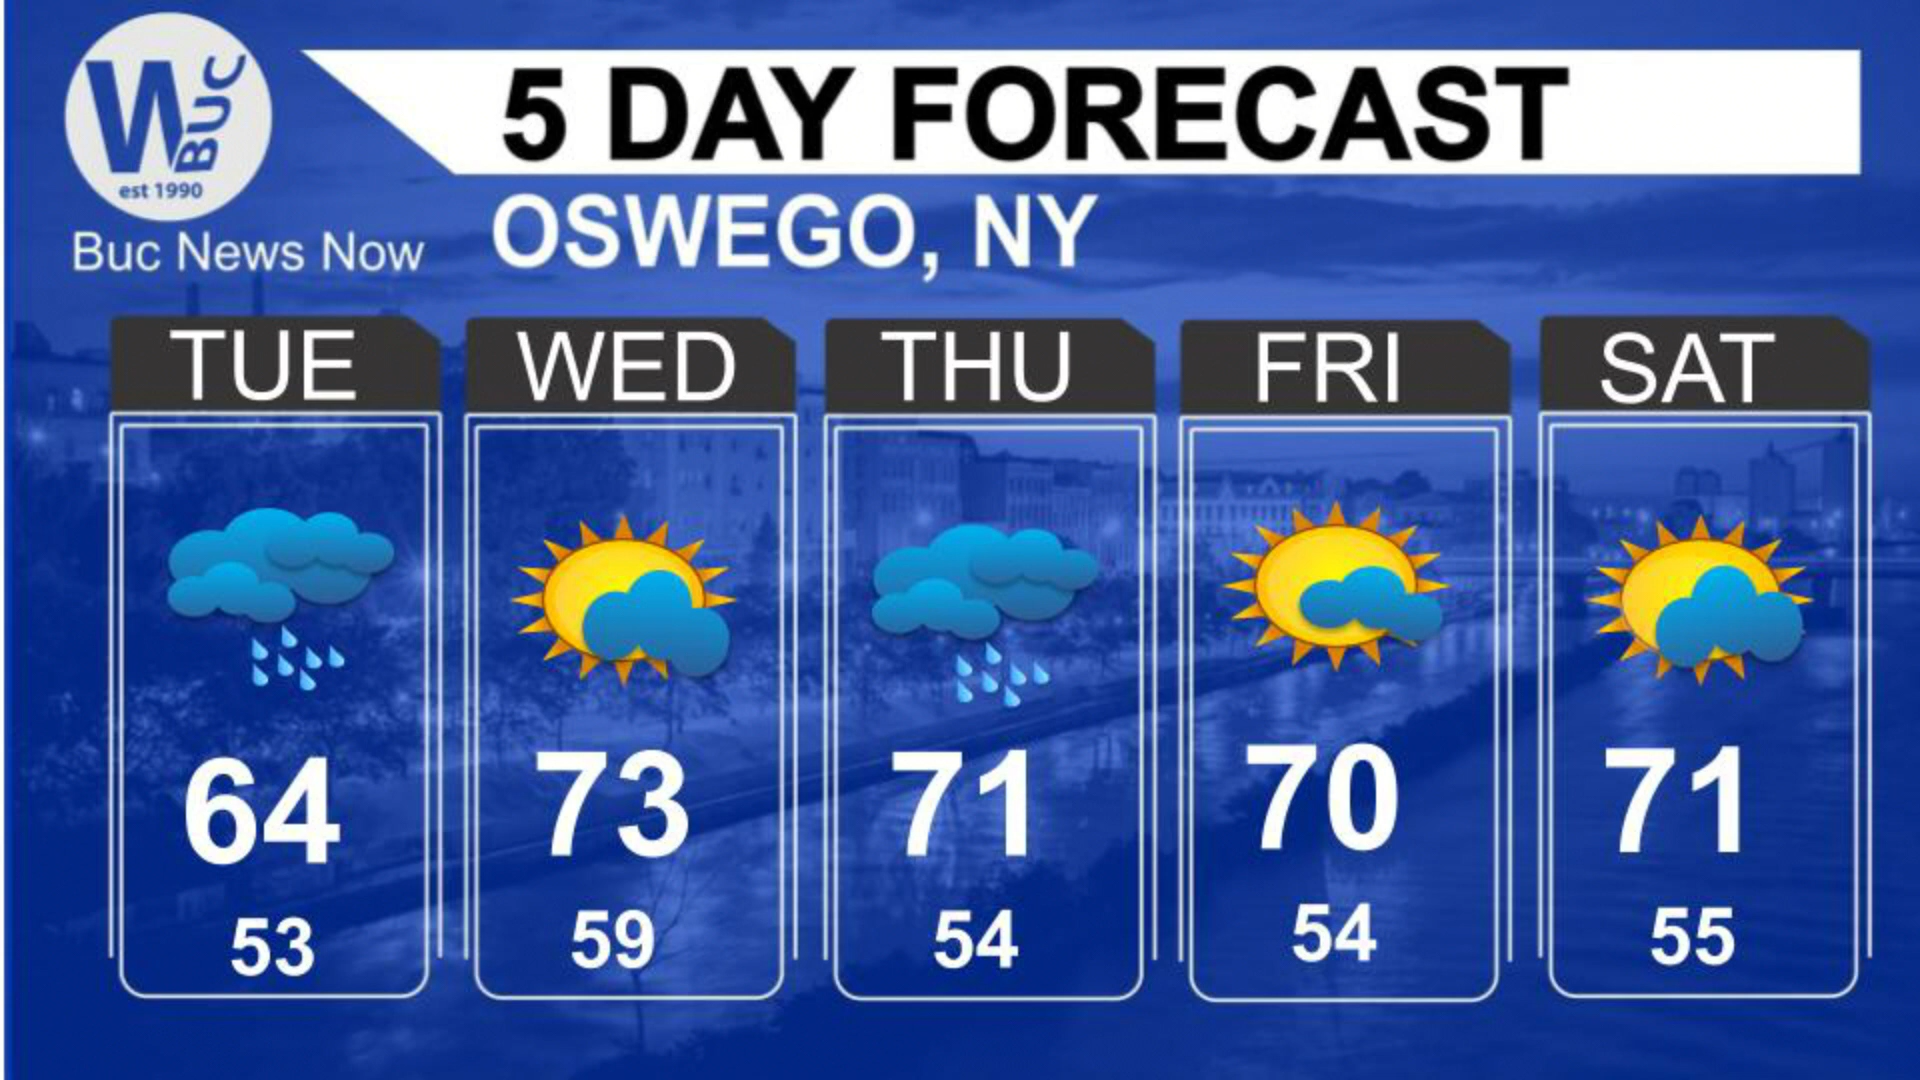 W BUC
est 1990
Buc News Now
5 DAY FORECAST
OSWEGO, NY
TUE
64
53
WED
73
59
THU
71
54
FRI
70
54
SAT
71
55